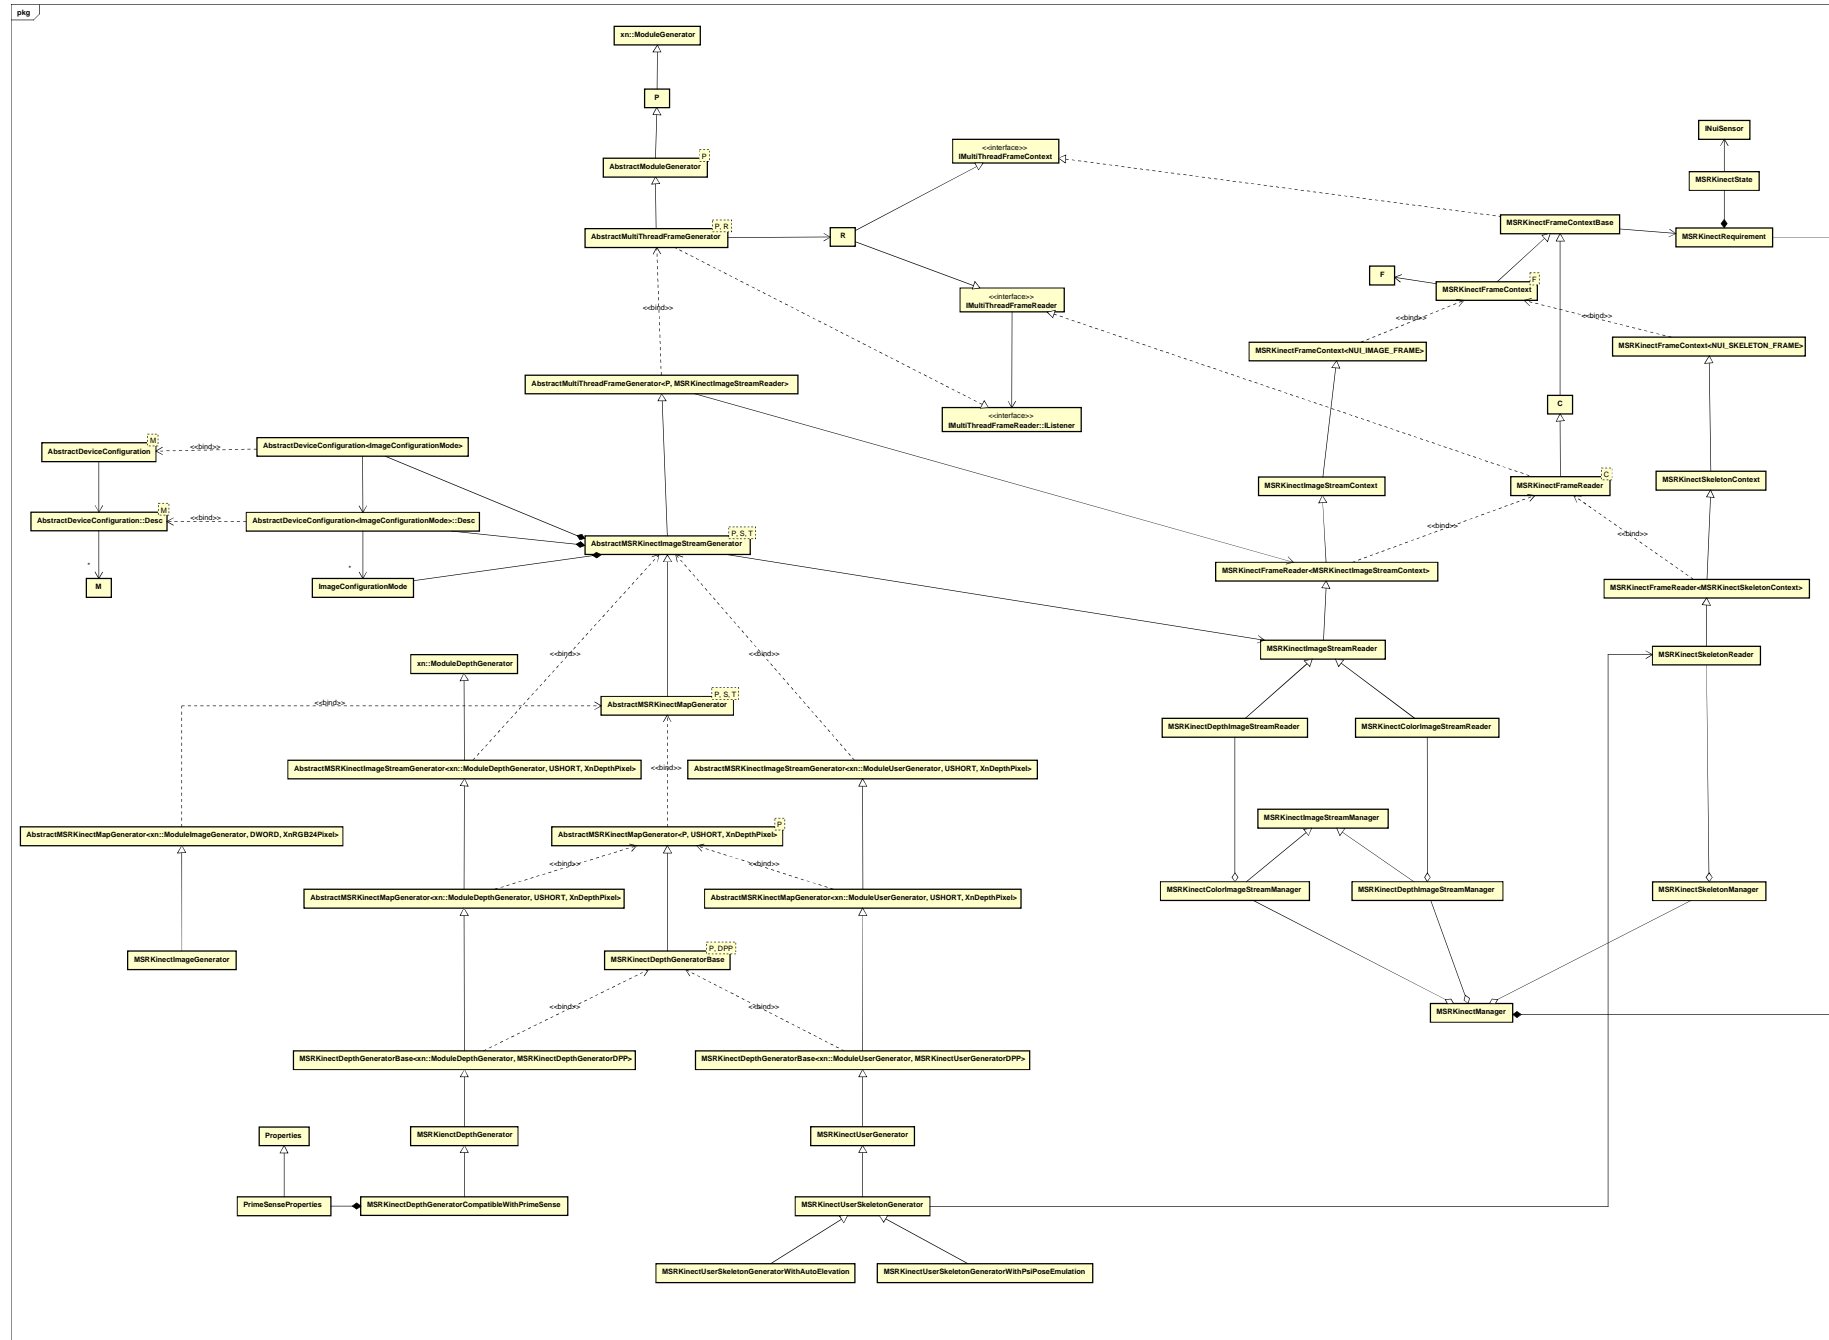 pkg
xn::ModuleGenerator
P
INuiSensor
<<interface>>
IMultiThreadFrameContext
P
AbstractModuleGenerator
MSRKinectState
P, R
AbstractMultiThreadFrameGenerator
R
MSRKinectFrameContextBase
MSRKinectRequirement
F
F
MSRKinectFrameContext
<<interface>>
IMultiThreadFrameReader
<<bind>>
<<bind>>
<<bind>>
MSRKinectFrameContext<NUI_IMAGE_FRAME>
MSRKinectFrameContext<NUI_SKELETON_FRAME>
AbstractMultiThreadFrameGenerator<P, MSRKinectImageStreamReader>
C
<<interface>>
IMultiThreadFrameReader::IListener
M
AbstractDeviceConfiguration
<<bind>>
AbstractDeviceConfiguration<ImageConfigurationMode>
C
MSRKinectImageStreamContext
MSRKinectFrameReader
MSRKinectSkeletonContext
M
AbstractDeviceConfiguration::Desc
<<bind>>
AbstractDeviceConfiguration<ImageConfigurationMode>::Desc
P, S, T
AbstractMSRKinectImageStreamGenerator
<<bind>>
<<bind>>
*
*
M
ImageConfigurationMode
MSRKinectFrameReader<MSRKinectImageStreamContext>
MSRKinectFrameReader<MSRKinectSkeletonContext>
<<bind>>
<<bind>>
MSRKinectImageStreamReader
MSRKinectSkeletonReader
xn::ModuleDepthGenerator
P, S, T
<<bind>>
AbstractMSRKinectMapGenerator
MSRKinectDepthImageStreamReader
MSRKinectColorImageStreamReader
AbstractMSRKinectImageStreamGenerator<xn::ModuleDepthGenerator, USHORT, XnDepthPixel>
<<bind>>
AbstractMSRKinectImageStreamGenerator<xn::ModuleUserGenerator, USHORT, XnDepthPixel>
MSRKinectImageStreamManager
P
AbstractMSRKinectMapGenerator<xn::ModuleImageGenerator, DWORD, XnRGB24Pixel>
AbstractMSRKinectMapGenerator<P, USHORT, XnDepthPixel>
<<bind>>
<<bind>>
AbstractMSRKinectMapGenerator<xn::ModuleDepthGenerator, USHORT, XnDepthPixel>
AbstractMSRKinectMapGenerator<xn::ModuleUserGenerator, USHORT, XnDepthPixel>
MSRKinectColorImageStreamManager
MSRKinectDepthImageStreamManager
MSRKinectSkeletonManager
P, DPP
MSRKinectImageGenerator
MSRKinectDepthGeneratorBase
<<bind>>
<<bind>>
MSRKinectManager
MSRKinectDepthGeneratorBase<xn::ModuleDepthGenerator, MSRKinectDepthGeneratorDPP>
MSRKinectDepthGeneratorBase<xn::ModuleUserGenerator, MSRKinectUserGeneratorDPP>
Properties
MSRKienctDepthGenerator
MSRKinectUserGenerator
PrimeSenseProperties
MSRKinectDepthGeneratorCompatibleWithPrimeSense
MSRKinectUserSkeletonGenerator
MSRKinectUserSkeletonGeneratorWithAutoElevation
MSRKinectUserSkeletonGeneratorWithPsiPoseEmulation